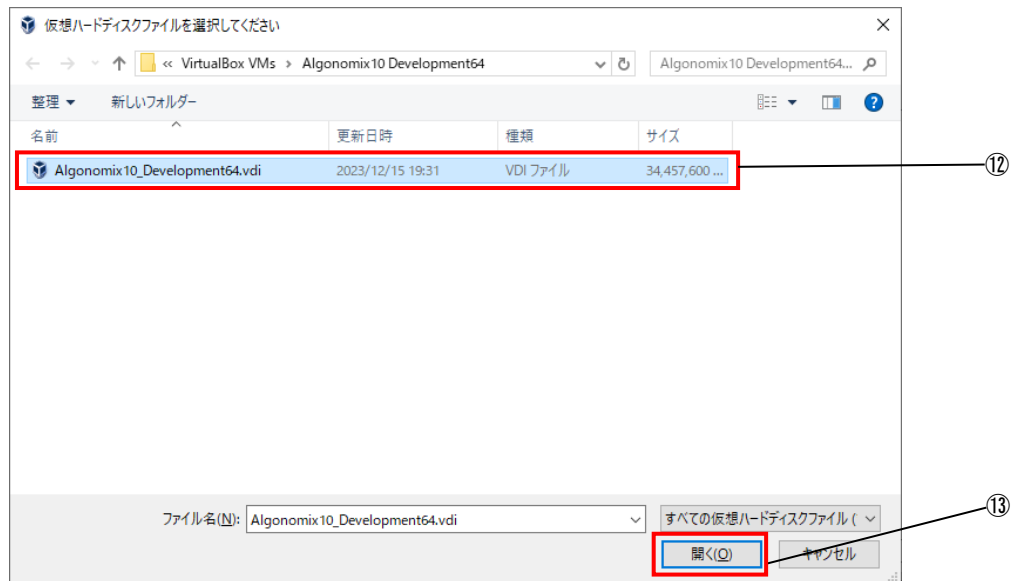 仮想ハードディスクファイルを選択してください
« VirtualBox VMs › Algonomix10 Development64
Algonomix10 Development64...
整理 新しいフォルダー
名前 更新日時 種類 サイズ
Algonomix10_Development64.vdi 2023/12/15 19:31 VDI ファイル 34,457,600 ...
⑫
⑬
ファイル名(N): Algonomix10_Development64.vdi すべての仮想ハードディスクファイル (
開く(O) キャンセル